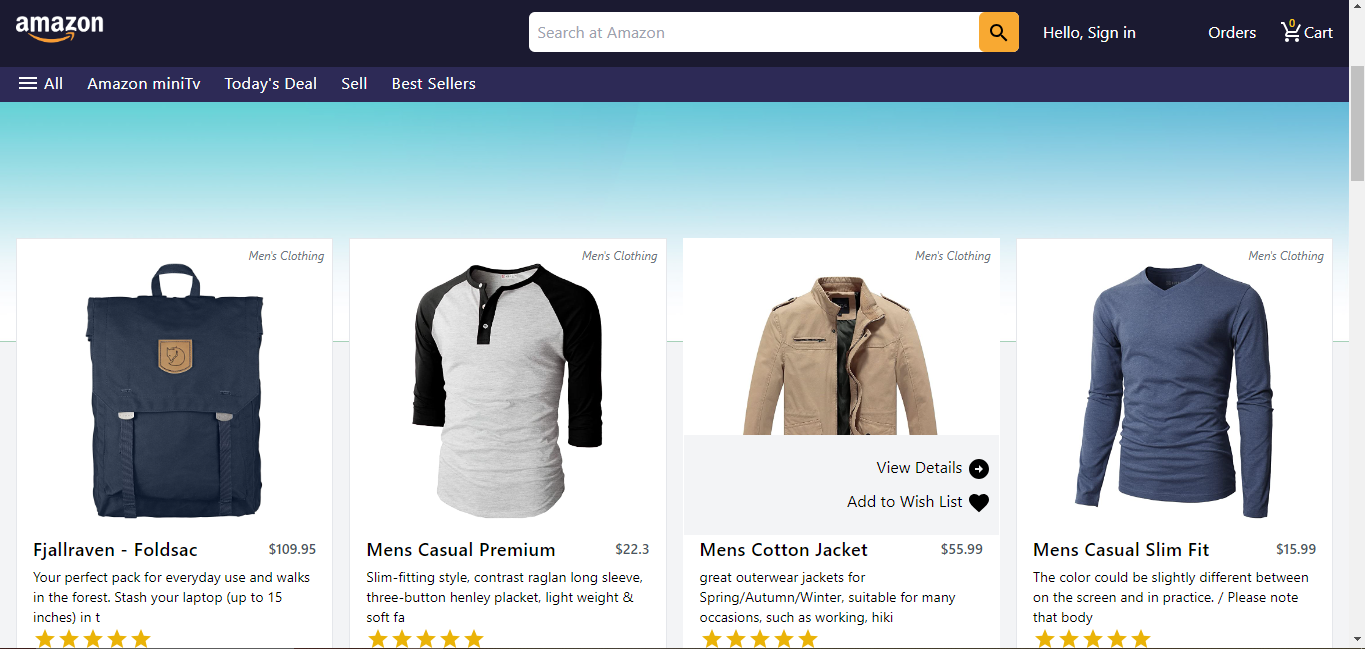 amazon
Search at Amazon
Hello, Sign in
Orders
0
Cart
All
Amazon miniTv
Today's Deal
Sell
Best Sellers
Men's Clothing
Fjallraven - Foldsac
$109.95
Your perfect pack for everyday use and walks
in the forest. Stash your laptop (up to 15
inches) in t
Men's Clothing
Mens Casual Premium
$22.3
Slim-fitting style, contrast raglan long sleeve,
three-button henley placket, light weight &
soft fa
Men's Clothing
View Details
Add to Wish List
Mens Cotton Jacket
$55.99
great outerwear jackets for
Spring/Autumn/Winter, suitable for many
occasions, such as working, hiki
Men's Clothing
Mens Casual Slim Fit
$15.99
The color could be slightly different between
on the screen and in practice. / Please note
that body